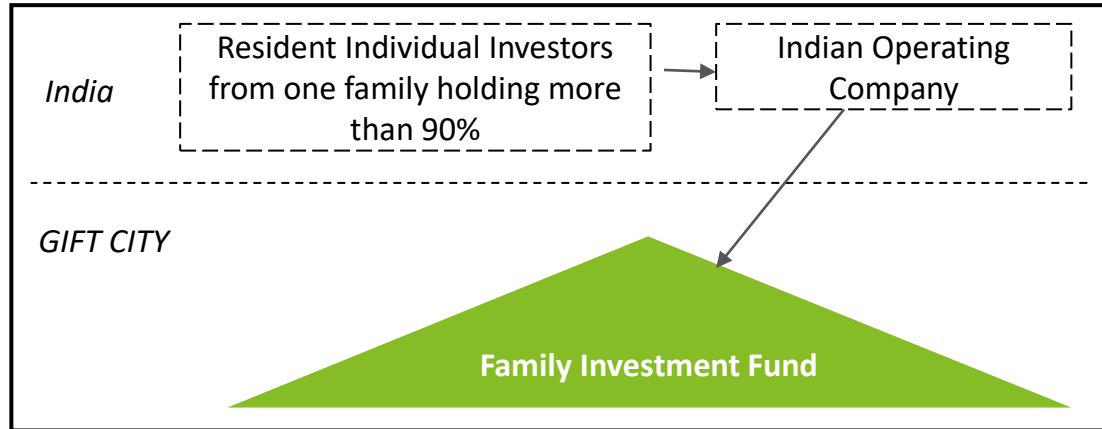 Resident Individual Investors
from one family holding more
than 90%
Indian Operating
Company
India
GIFT CITY
Family Investment Fund